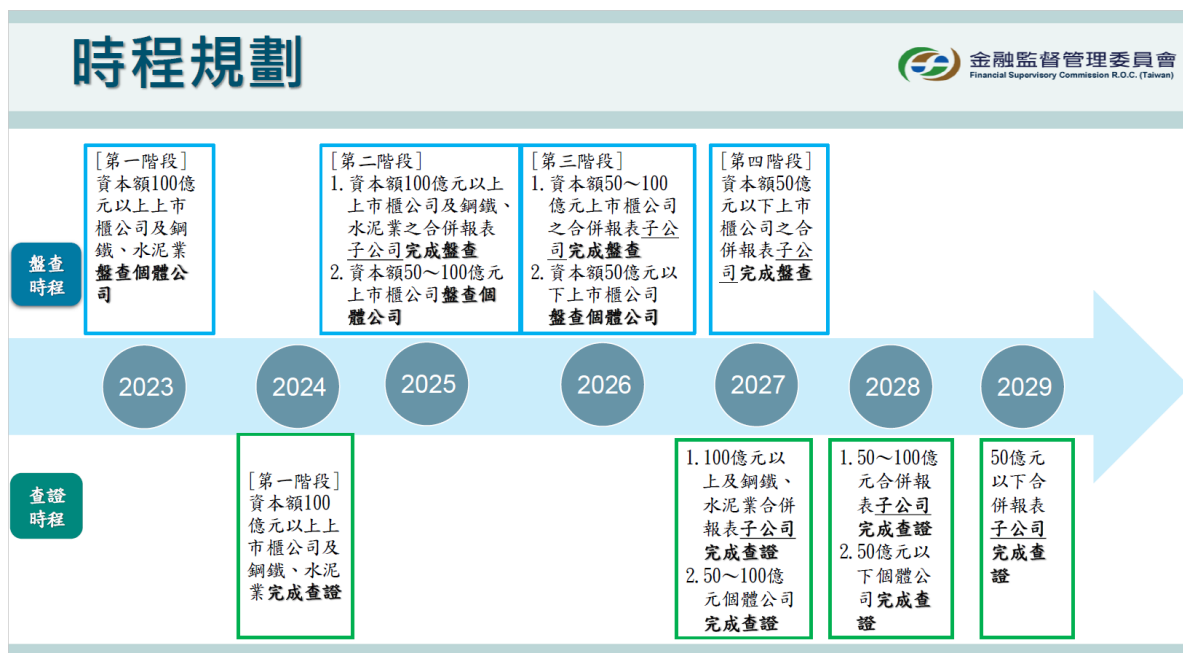 時程規劃
金融監督管理委員會
Financial Supervisory Commission R.O.C. (Taiwan)
[第一階段]
資本額100億
元以上上市
櫃公司及鋼
鐵、水泥業
盤查個體公
司
[第二階段]
1. 資本額100億元以上
上市櫃公司及鋼鐵、
水泥業之合併報表
子公司完成盤查
2. 資本額50～100億元
上市櫃公司盤查個
體公司
[第三階段]
1. 資本額50～100
億元上市櫃公司
之合併報表子公
司完成盤查
2. 資本額50億元以
下上市櫃公司
盤查個體公司
[第四階段]
資本額50億
元以下上市
櫃公司之合
併報表子公
司完成盤查
盤查
時程
2023
2024
2025
2026
2027
2028
2029
查證
時程
[第一階段]
資本額100
億元以上上
市櫃公司及
鋼鐵、水泥
業完成查證
1. 100億元以
上及鋼鐵、
水泥業合併
報表子公司
完成查證
2. 50～100億
元個體公司
完成查證
1. 50～100億
元合併報
表子公司
完成查證
2. 50億元以
下個體公
司完成查
證
50億元
以下合
併報表
子公司
完成查
證